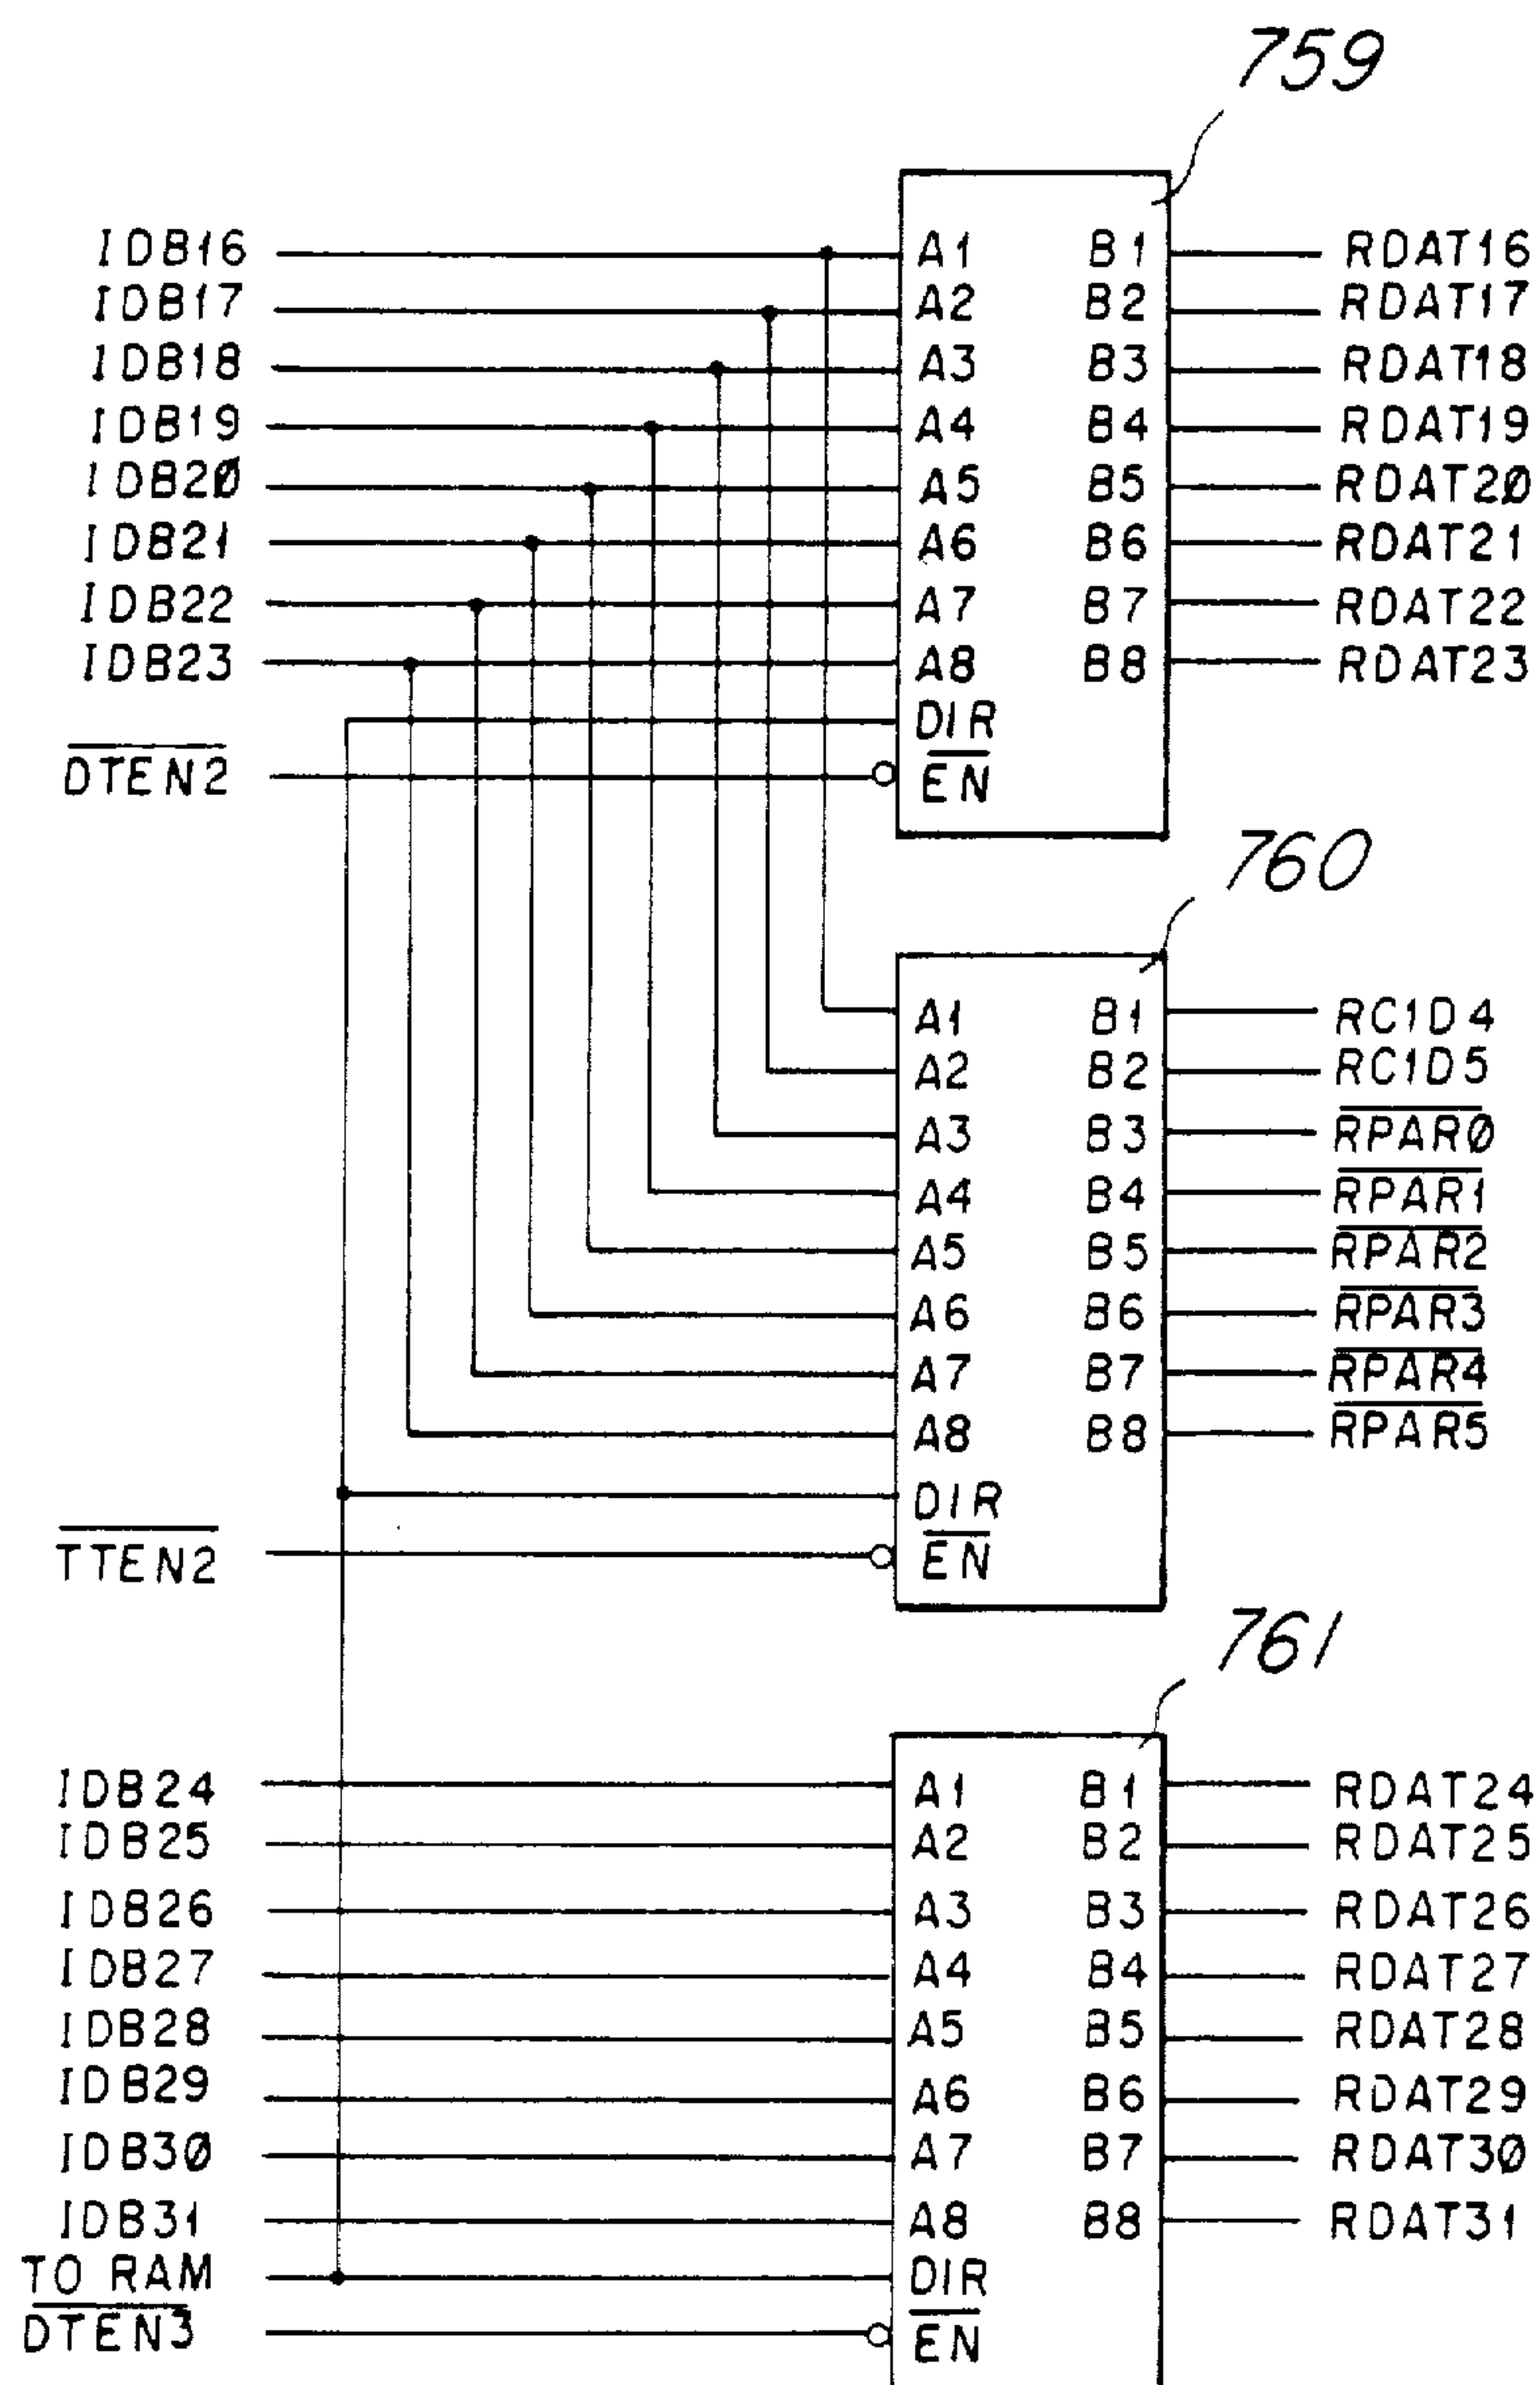 759
IDB16 A1 B1 RDAT16
IDB17 A2 B2 RDAT17
IDB18 A3 B3 RDAT18
IDB19 A4 B4 RDAT19
IDB20 A5 B5 RDAT20
IDB21 A6 B6 RDAT21
IDB22 A7 B7 RDAT22
IDB23 A8 B8 RDAT23
DIR
DTEN2 EN
760
A1 B1 RC1D4
A2 B2 RC1D5
A3 B3 RPAR0
A4 B4 RPAR1
A5 B5 RPAR2
A6 B6 RPAR3
A7 B7 RPAR4
A8 B8 RPAR5
DIR
TTEN2 EN
761
IDB24 A1 B1 RDAT24
IDB25 A2 B2 RDAT25
IDB26 A3 B3 RDAT26
IDB27 A4 B4 RDAT27
IDB28 A5 B5 RDAT28
IDB29 A6 B6 RDAT29
IDB30 A7 B7 RDAT30
IDB31 A8 B8 RDAT31
TO RAM DIR
DTEN3 EN